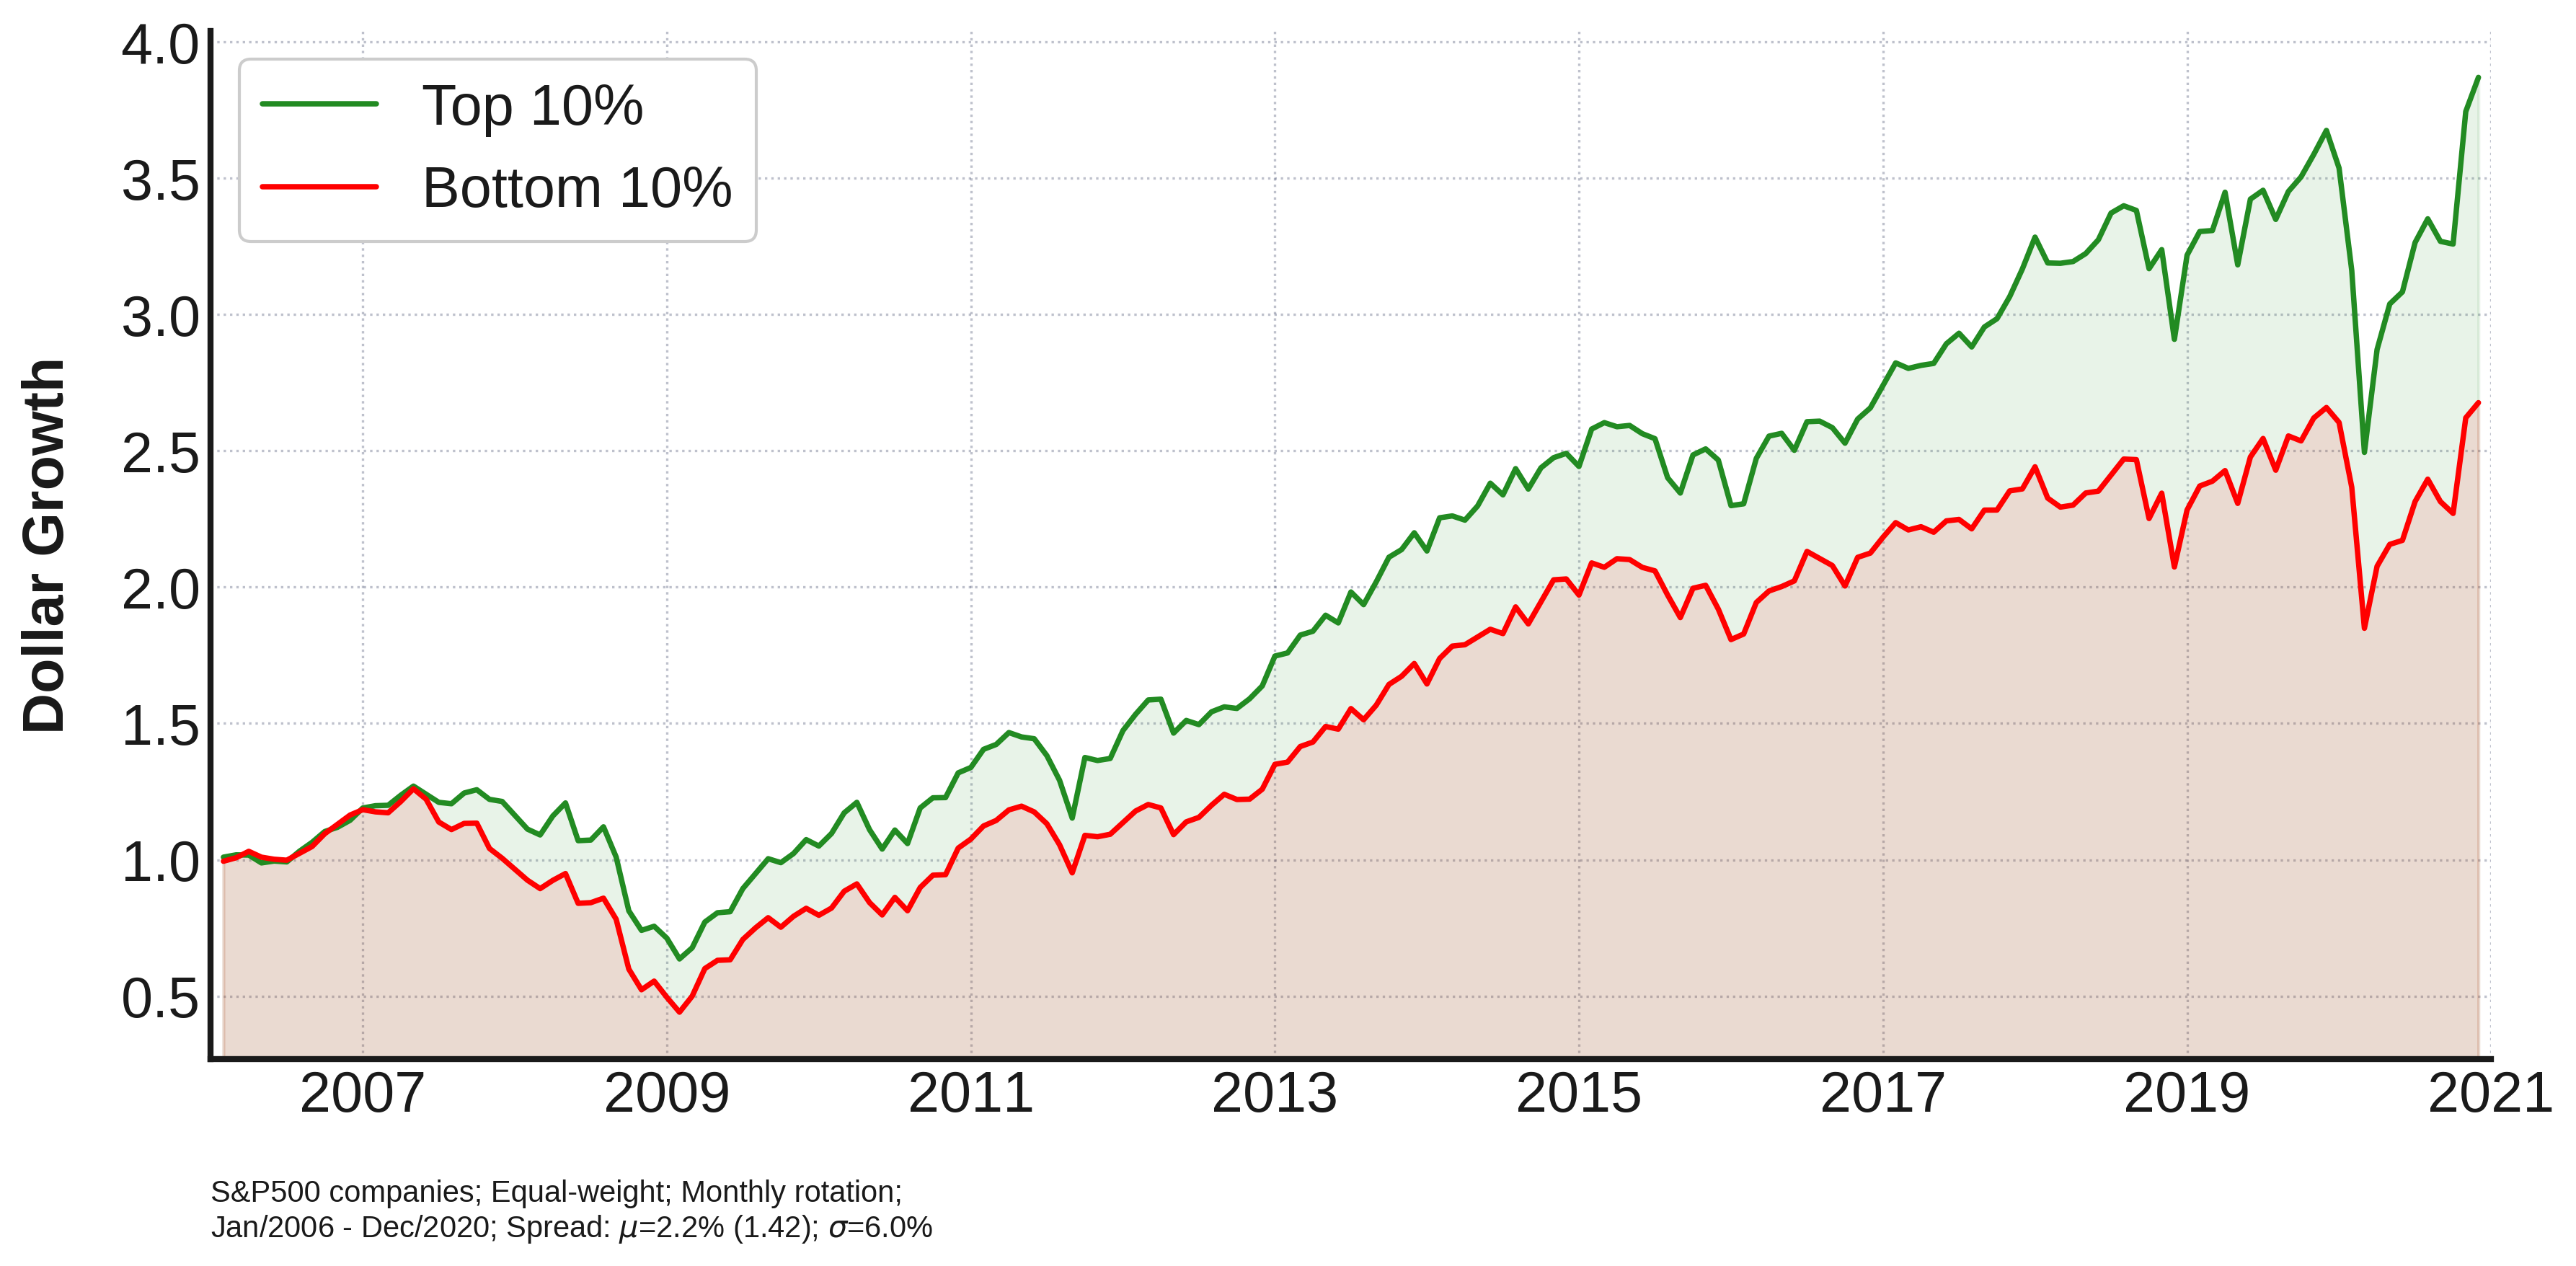 4.0
3.5
3.0
2.5
2.0
1.5
1.0
0.5
Dollar Growth
Top 10%
Bottom 10%
2007 2009 2011 2013 2015 2017 2019 2021
S&P500 companies; Equal-weight; Monthly rotation;
Jan/2006 - Dec/2020; Spread: μ=2.2% (1.42); σ=6.0%